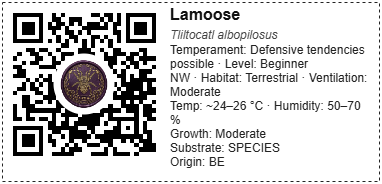 Lamoose
Tliltocatl albopilosus
Temperament: Defensive tendencies
possible · Level: Beginner
NW · Habitat: Terrestrial · Ventilation:
Moderate
Temp: ~24–26 °C · Humidity: 50–70
%
Growth: Moderate
Substrate: SPECIES
Origin: BE